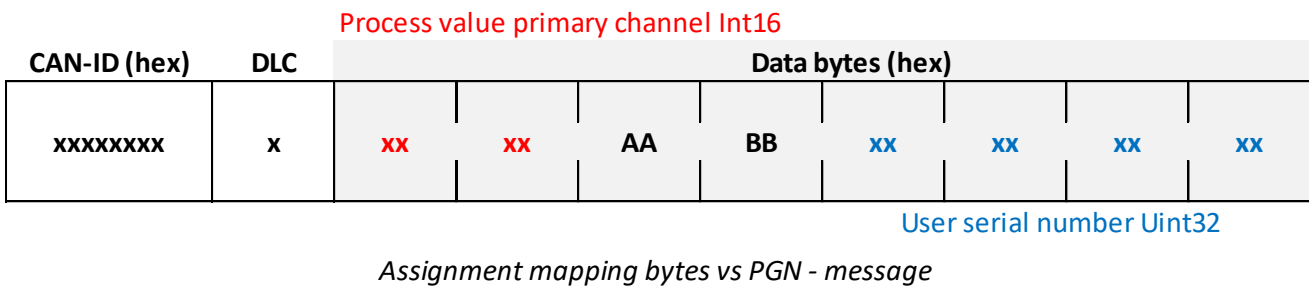 Process value primary channel Int16
CAN-ID (hex) DLC Data bytes (hex)
xxxxxxxx x xx xx AA BB xx xx xx xx
User serial number Uint32
Assignment mapping bytes vs PGN - message